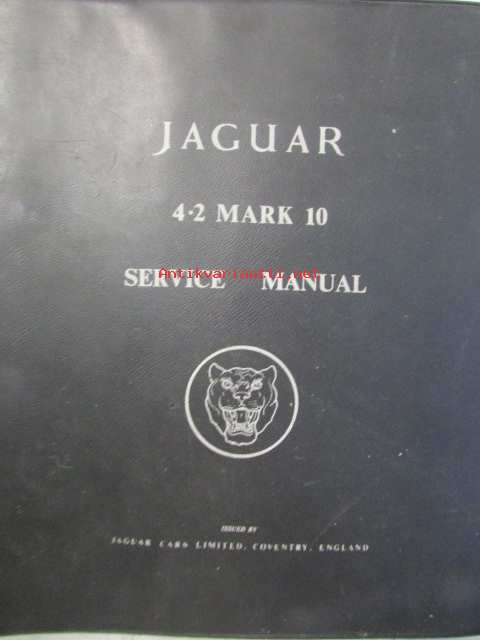 JAGUAR
4·2 MARK 10
Antikvariaatti.net
SERVICE MANUAL
ISSUED BY
JAGUAR CARS LIMITED, COVENTRY, ENGLAND